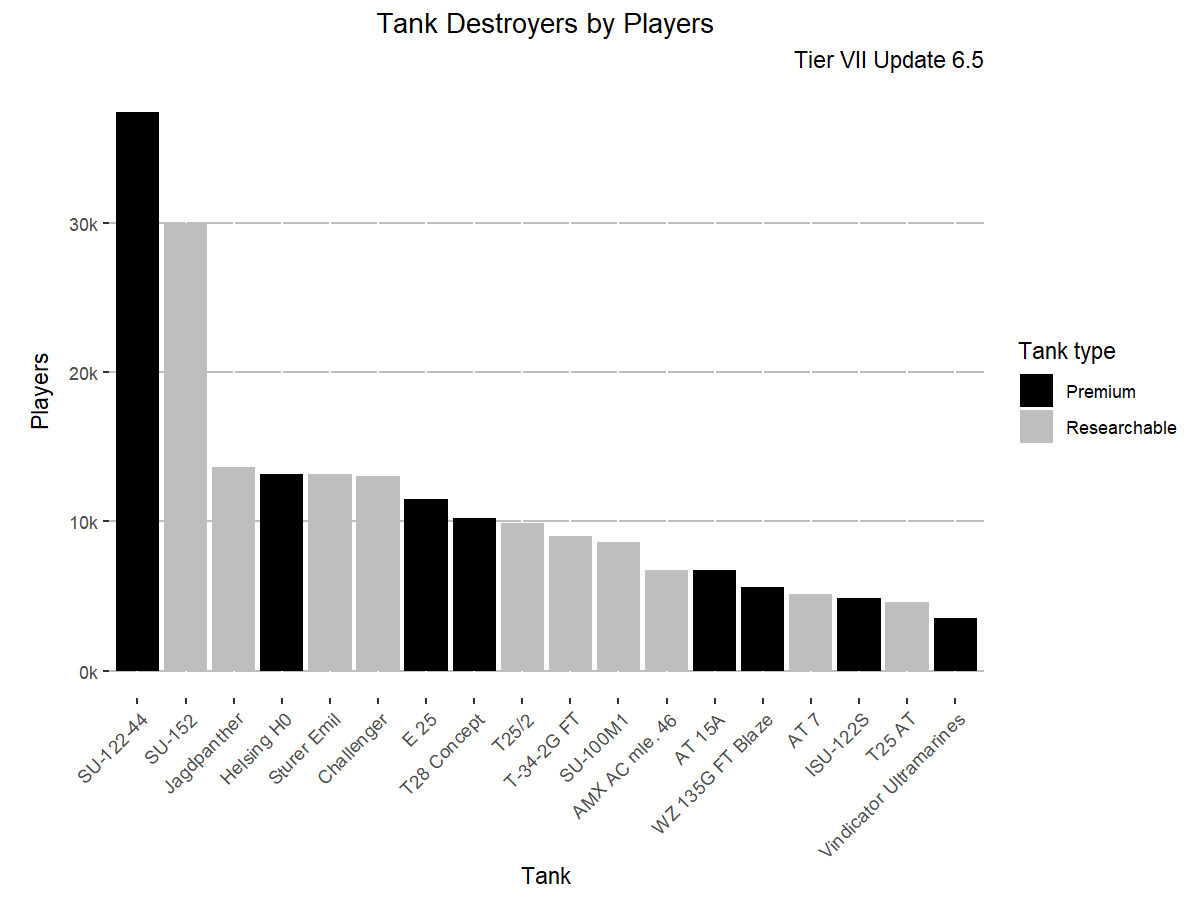 Tank Destroyers by Players
Tier VII Update 6.5
Players
30k
20k
10k
0k
SU-122-44
SU-152
Jagdpanther
Helsing H0
Sturer Emil
Challenger
E 25
T28 Concept
T25/2
T-34-2G FT
SU-100M1
AMX AC mle. 46
AT 15A
WZ 135G FT Blaze
AT 7
ISU-122S
T25 AT
Vindicator Ultramarines
Tank
Tank type
Premium
Researchable